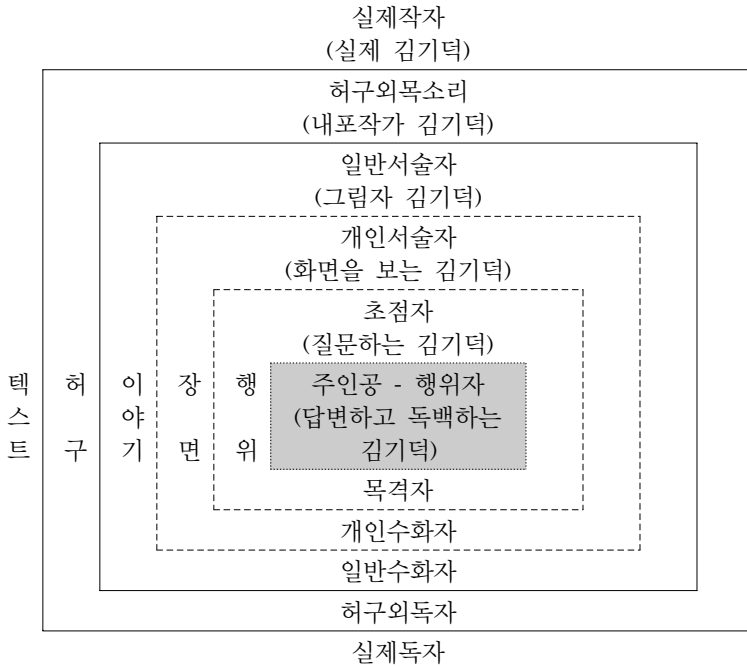 실제작자
(실제 김기덕)
허구외목소리
(내포작가 김기덕)
일반서술자
(그림자 김기덕)
개인서술자
(화면을 보는 김기덕)
초점자
(질문하는 김기덕)
텍스트
허구
이야기
장면
행위
주인공 - 행위자
(답변하고 독백하는
김기덕)
목격자
개인수화자
일반수화자
허구외독자
실제독자